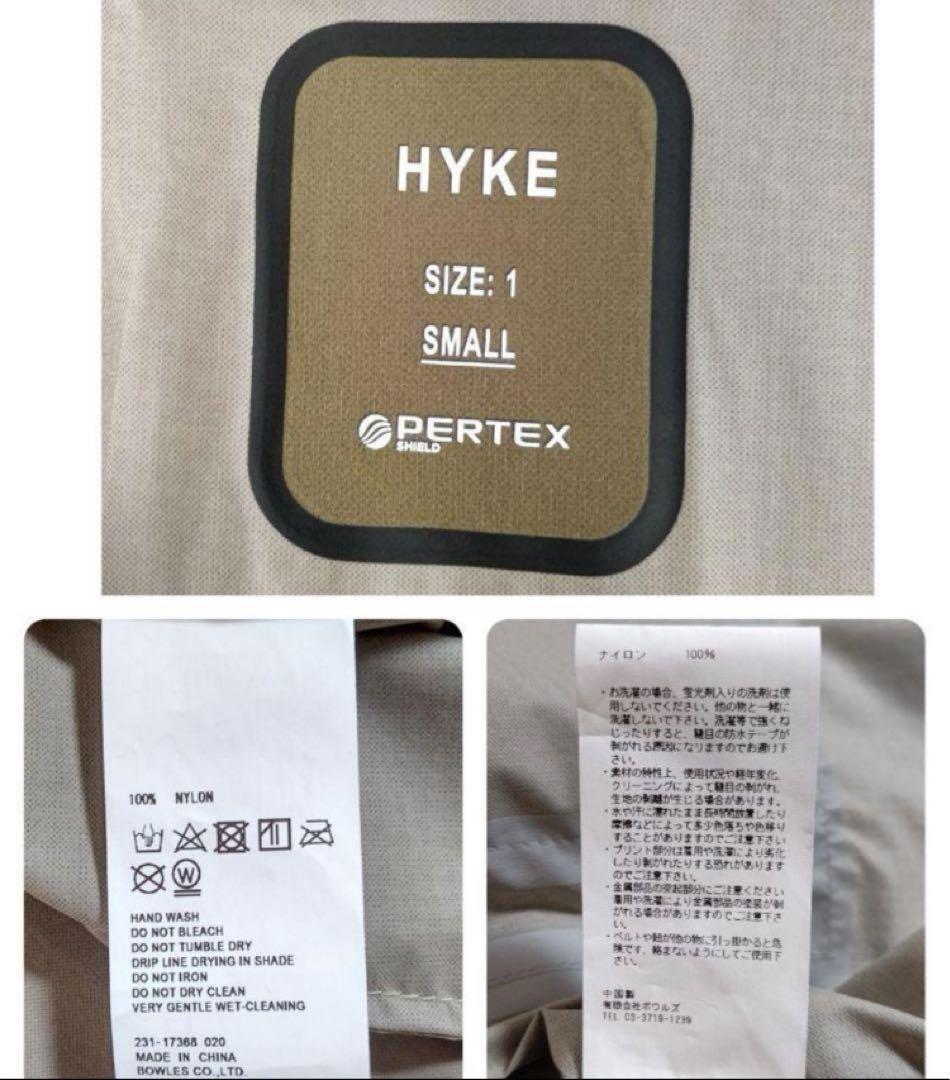 HYKE
SIZE: 1
SMALL
PERTEX
SHIELD
100% NYLON
W
HAND WASH
DO NOT BLEACH
DO NOT TUMBLE DRY
DRIP LINE DRYING IN SHADE
DO NOT IRON
DO NOT DRY CLEAN
VERY GENTLE WET-CLEANING
231-17368 020
MADE IN CHINA
BOWLES CO.,LTD.
ナイロン 100%
・お洗濯の場合、蛍光剤入りの洗剤は使
用しないでください。他の物と一緒に
洗濯しないで下さい。洗濯等で強くね
じったりすると、縫目の防水テープが
剥がれる原因になりますのでお避け下
さい。
・素材の特性上、使用状況や経年変化、
クリーニングによって縫目の剥がれ、
生地の剥離が生じる場合があります。
・水や汗に濡れたまま長時間放置したり
摩擦などによって多少色落ちや色移り
することがありますのでご注意下さい
・プリント部分は着用や洗濯により劣化
したり剥がれたりする恐れがあります
のでご注意下さい。
・金属部品の突起部分にご注意ください
着用や洗濯により金属部品の塗装が剥
がれる場合がありますのでご注意下さ
い。
・ベルトや紐が他の物に引っ掛かると危
険です、絡まないようにしてご使用下
さい。
中国製
有限会社ボウルズ
TEL 03-3719-1239